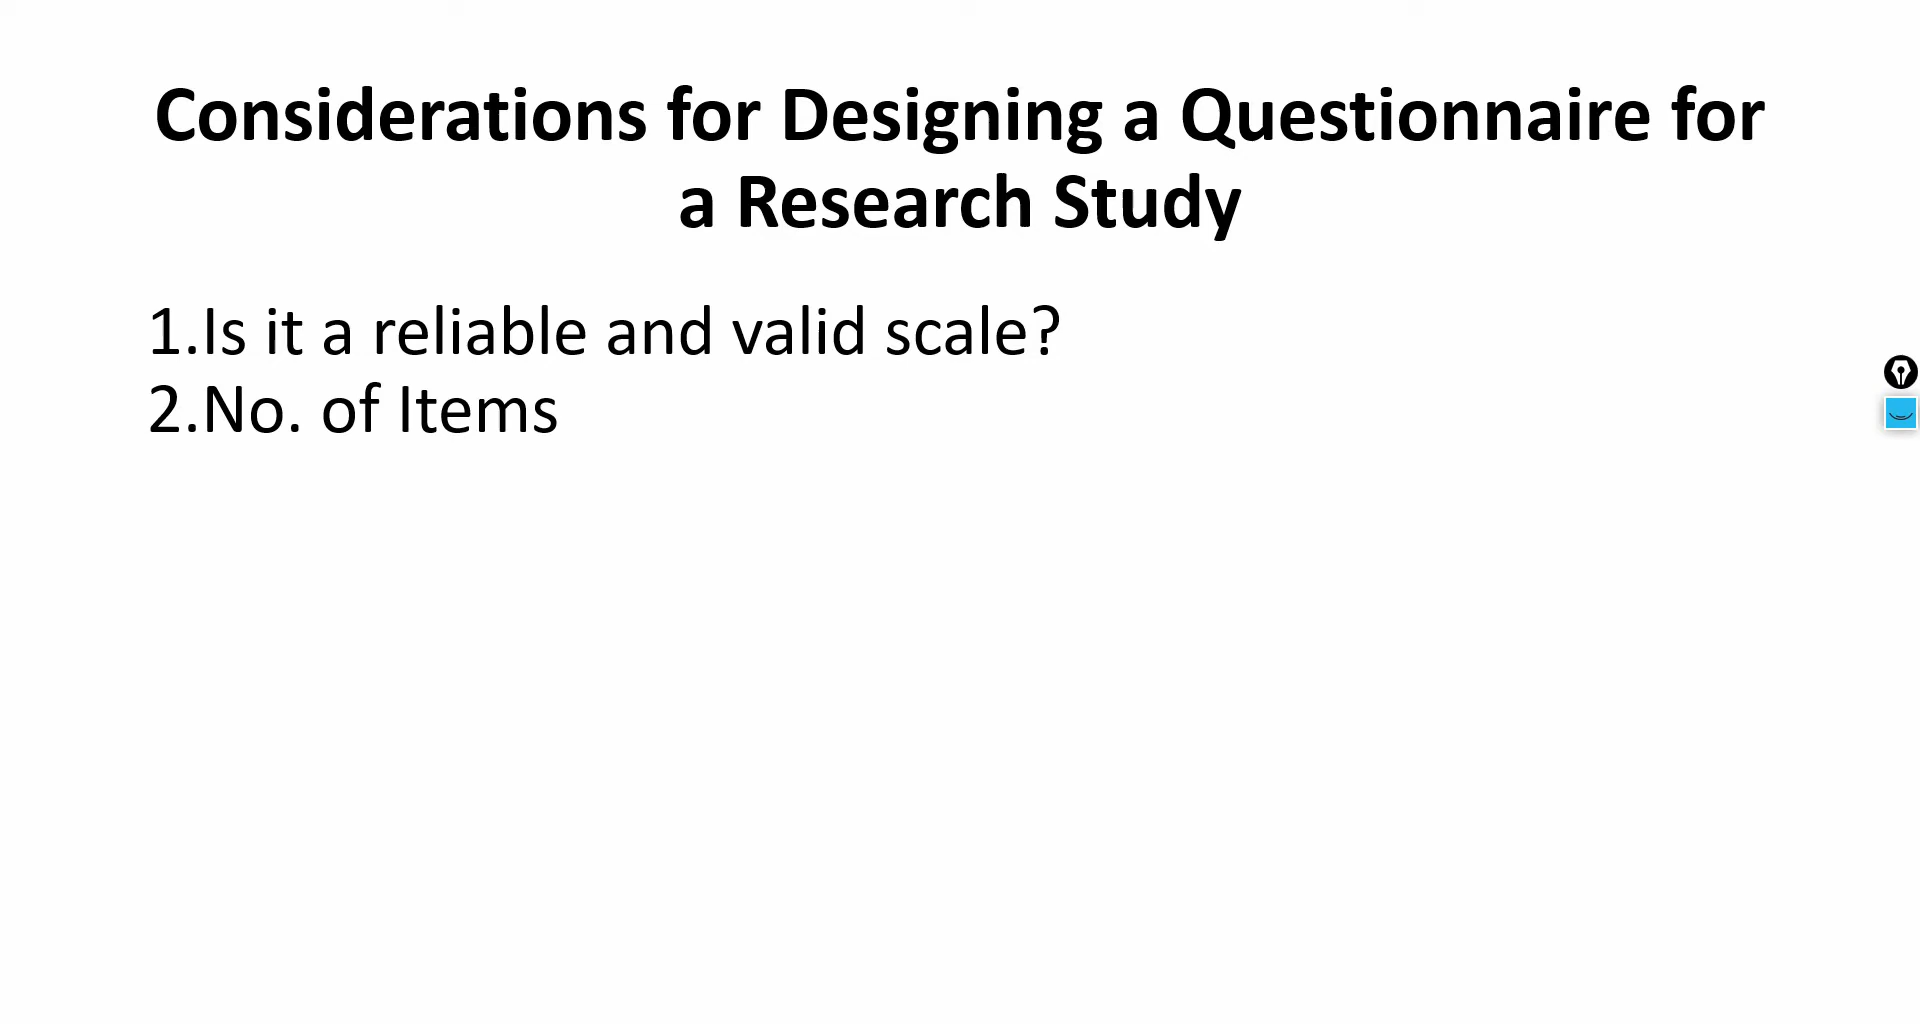 Considerations for Designing a Questionnaire for
a Research Study
1.Is it a reliable and valid scale?
2.No. of Items